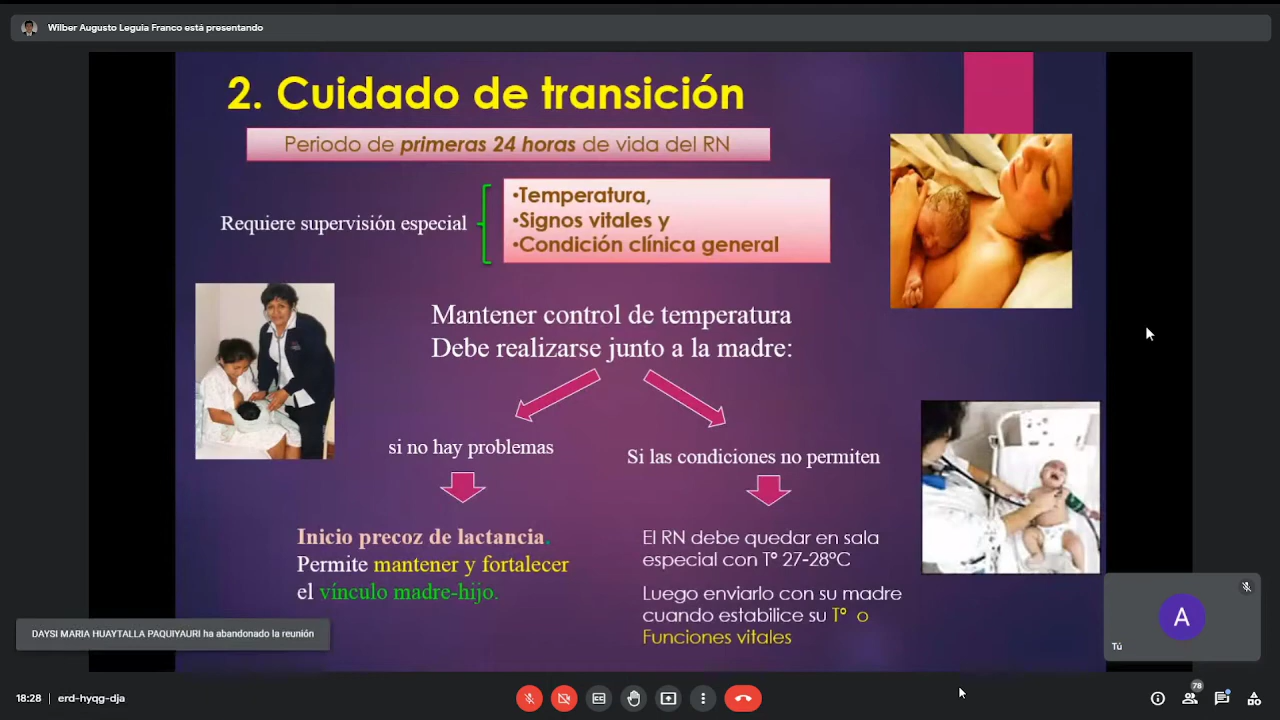 Wilber Augusto Leguia Franco está presentando
2. Cuidado de transición
Periodo de primeras 24 horas de vida del RN
Requiere supervisión especial
•Temperatura,
•Signos vitales y
•Condición clínica general
Mantener control de temperatura
Debe realizarse junto a la madre:
si no hay problemas
Si las condiciones no permiten
Inicio precoz de lactancia.
Permite mantener y fortalecer
el vínculo madre-hijo.
El RN debe quedar en sala
especial con Tº 27-28ºC
Luego enviarlo con su madre
cuando estabilice su Tº o
Funciones vitales
DAYSI MARIA HUAYTALLA PAQUIYAURI ha abandonado la reunión
A
Tú
18:28 | erd-hyqg-dja
78